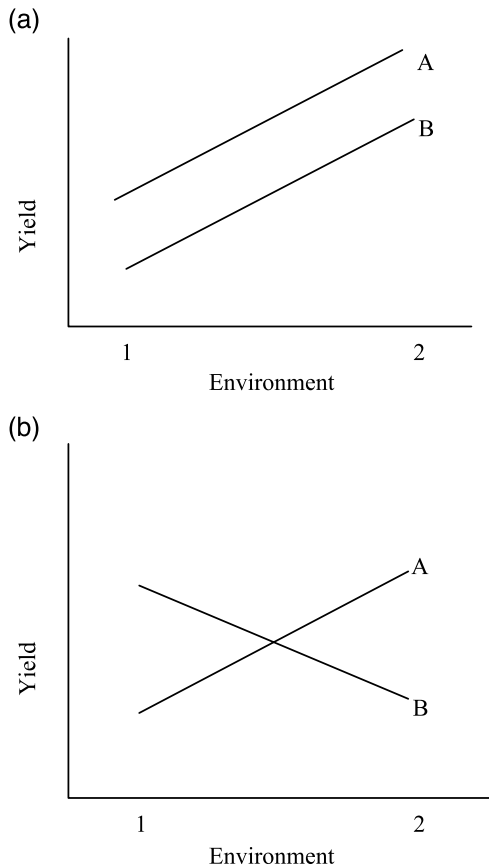 (a)
A
B
Yield
1 2
Environment
(b)
A
B
Yield
1 2
Environment